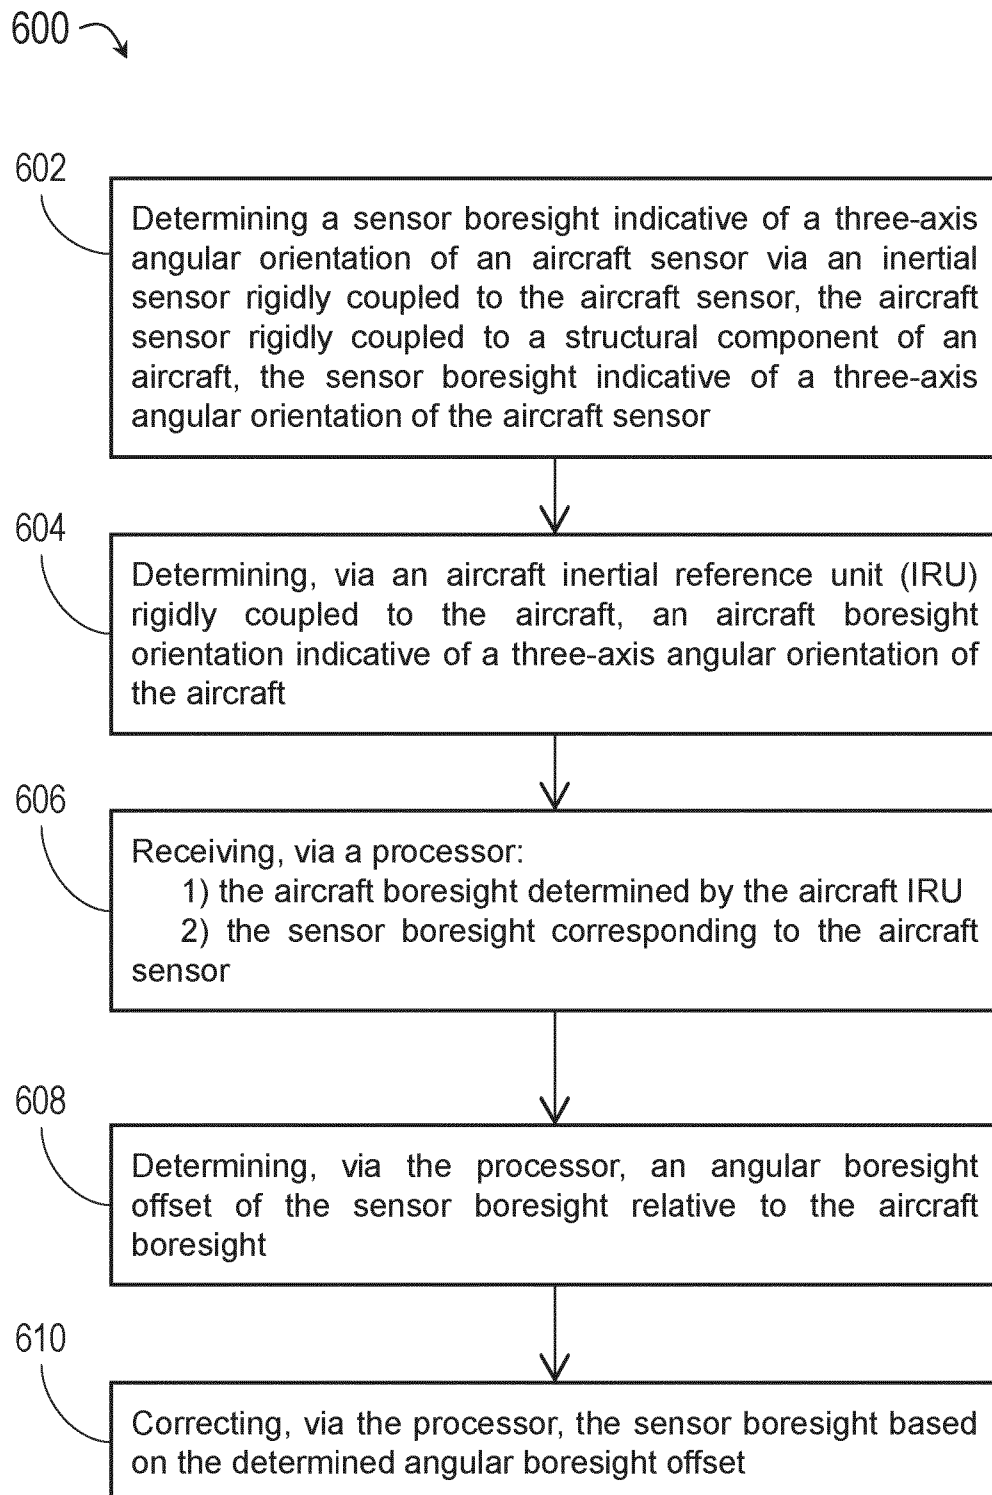 600
602
Determining a sensor boresight indicative of a three-axis
angular orientation of an aircraft sensor via an inertial
sensor rigidly coupled to the aircraft sensor, the aircraft
sensor rigidly coupled to a structural component of an
aircraft, the sensor boresight indicative of a three-axis
angular orientation of the aircraft sensor
604
Determining, via an aircraft inertial reference unit (IRU)
rigidly coupled to the aircraft, an aircraft boresight
orientation indicative of a three-axis angular orientation of
the aircraft
606
Receiving, via a processor:
1) the aircraft boresight determined by the aircraft IRU
2) the sensor boresight corresponding to the aircraft
sensor
608
Determining, via the processor, an angular boresight
offset of the sensor boresight relative to the aircraft
boresight
610
Correcting, via the processor, the sensor boresight based
on the determined angular boresight offset